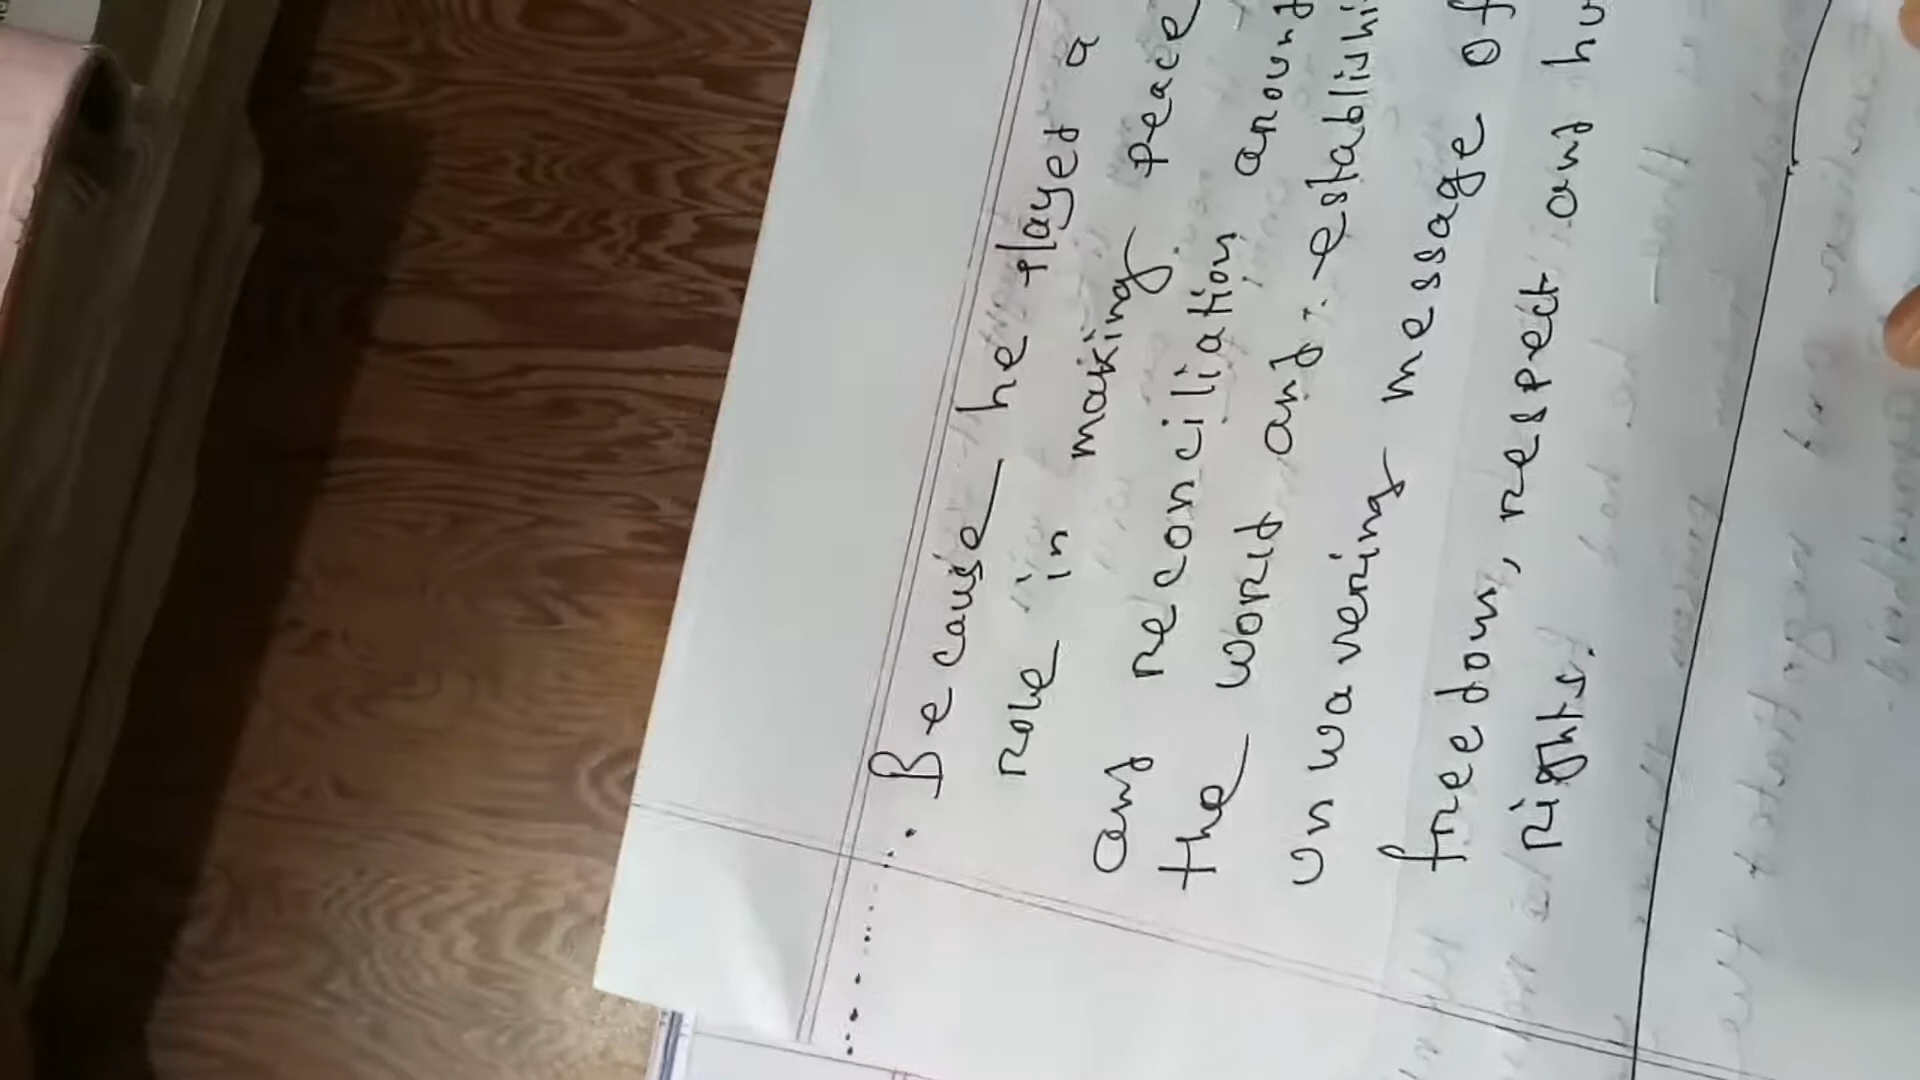 Because he played a
role in making peace
and reconciliation around
the world and establishi
unwavering message of
freedom, respect and hu
rights.